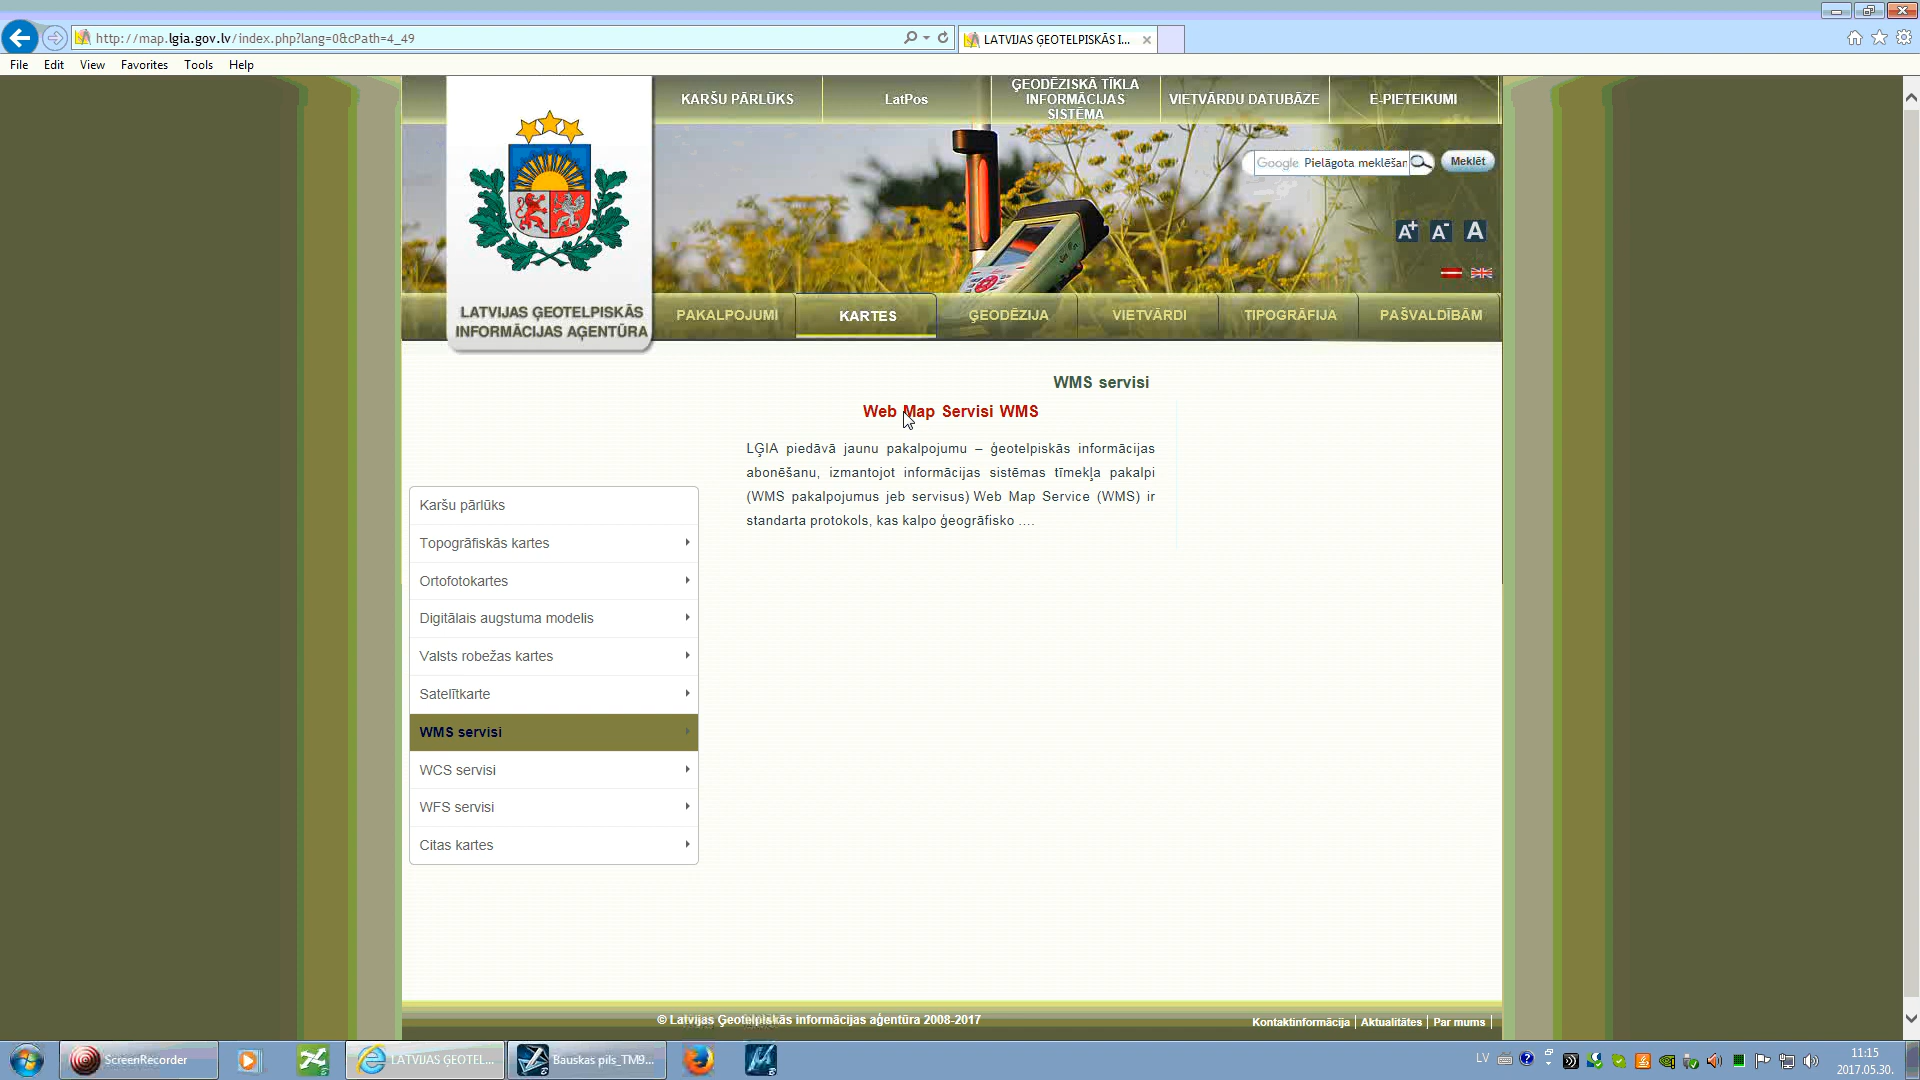 http://map.lgia.gov.lv/index.php?lang=0&cPath=4_49
LATVIJAS ĢEOTELPISKĀS I...
File Edit View Favorites Tools Help
KARŠU PĀRLŪKS
LatPos
ĢEODĒZISKĀ TĪKLA
INFORMĀCIJAS
SISTĒMA
VIETVĀRDU DATUBĀZE
E-PIETEIKUMI
Google Pielāgota meklēšan
Meklēt
A+ A- A
LATVIJAS ĢEOTELPISKĀS
INFORMĀCIJAS AĢENTŪRA
PAKALPOJUMI KARTES ĢEODĒZIJA VIETVĀRDI TIPOGRĀFIJA PAŠVALDĪBĀM
WMS servisi
Web Map Servisi WMS
LĢIA piedāvā jaunu pakalpojumu – ģeotelpiskās informācijas
abonēšanu, izmantojot informācijas sistēmas tīmekļa pakalpi
(WMS pakalpojumus jeb servisus) Web Map Service (WMS) ir
standarta protokols, kas kalpo ģeogrāfisko ....
Karšu pārlūks
Topogrāfiskās kartes
Ortofotokartes
Digitālais augstuma modelis
Valsts robežas kartes
Satelītkarte
WMS servisi
WCS servisi
WFS servisi
Citas kartes
© Latvijas Ģeotelpiskās informācijas aģentūra 2008-2017
Kontaktinformācija | Aktualitātes | Par mums |
ScreenRecorder
LATVIJAS ĢEOTEL...
Bauskas pils_TM9...
LV
11:15
2017.05.30.